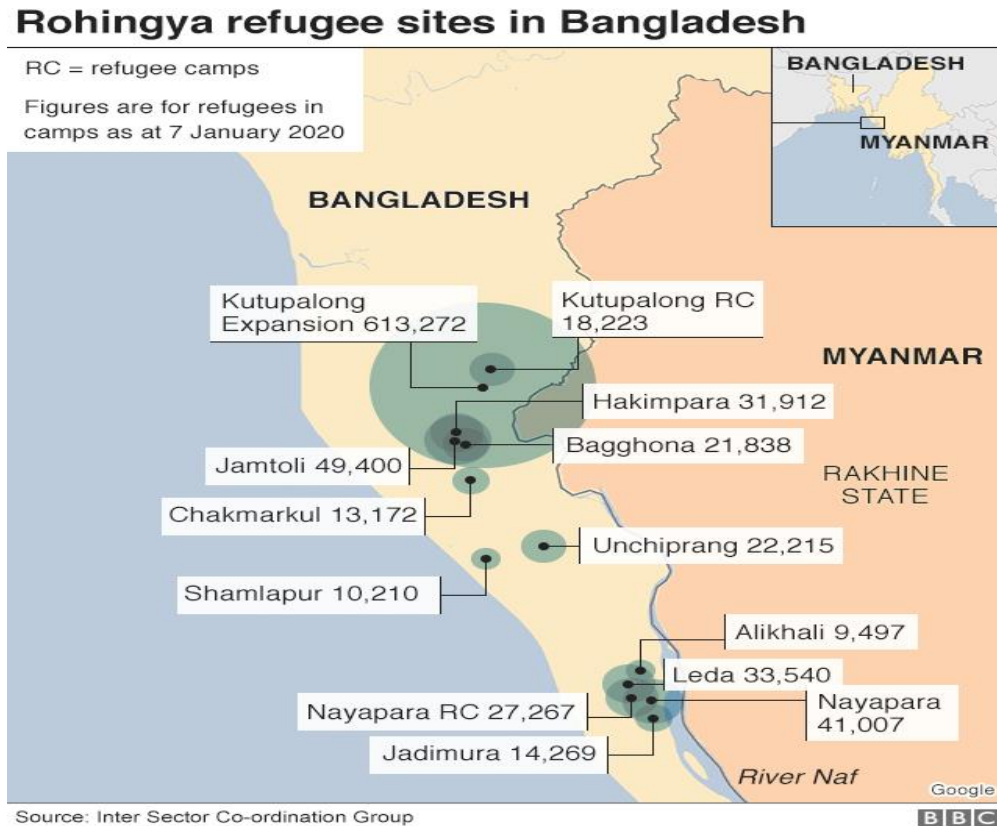 Rohingya refugee sites in Bangladesh
RC = refugee camps
Figures are for refugees in
camps as at 7 January 2020
BANGLADESH
MYANMAR
BANGLADESH
Kutupalong
Expansion 613,272
Kutupalong RC
18,223
MYANMAR
Hakimpara 31,912
Bagghona 21,838
Jamtoli 49,400
RAKHINE
STATE
Chakmarkul 13,172
Unchiprang 22,215
Shamlapur 10,210
Alikhali 9,497
Leda 33,540
Nayapara
41,007
Nayapara RC 27,267
Jadimura 14,269
River Naf
Google
Source: Inter Sector Co-ordination Group
BBC